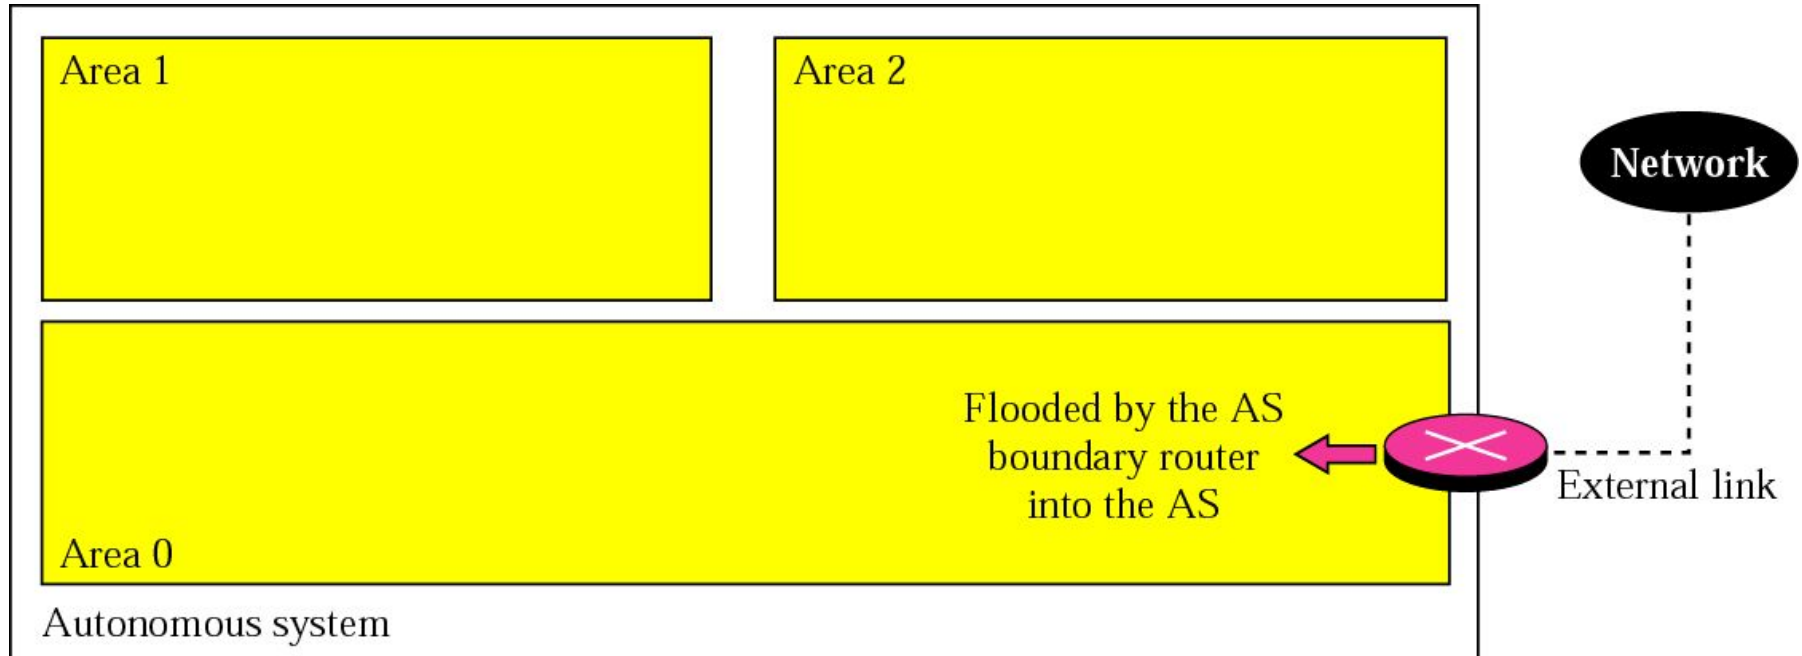 Area 1
Area 2
Network
Flooded by the AS
boundary router
into the AS
External link
Area 0
Autonomous system